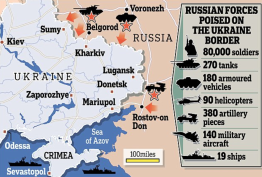 Voronezh
Sumy
Belgorod
RUSSIA
Kiev
Kharkiv
UKRAINE
Lugansk
Donetsk
Zaporozhye
Mariupol
Rostov-on
Don
Odessa
Sea
of Azov
CRIMEA
Sevastopol
100miles
RUSSIAN FORCES
POISED ON
THE UKRAINE
BORDER
80,000 soldiers
270 tanks
180 armoured
vehicles
90 helicopters
380 artillery
pieces
140 military
aircraft
19 ships